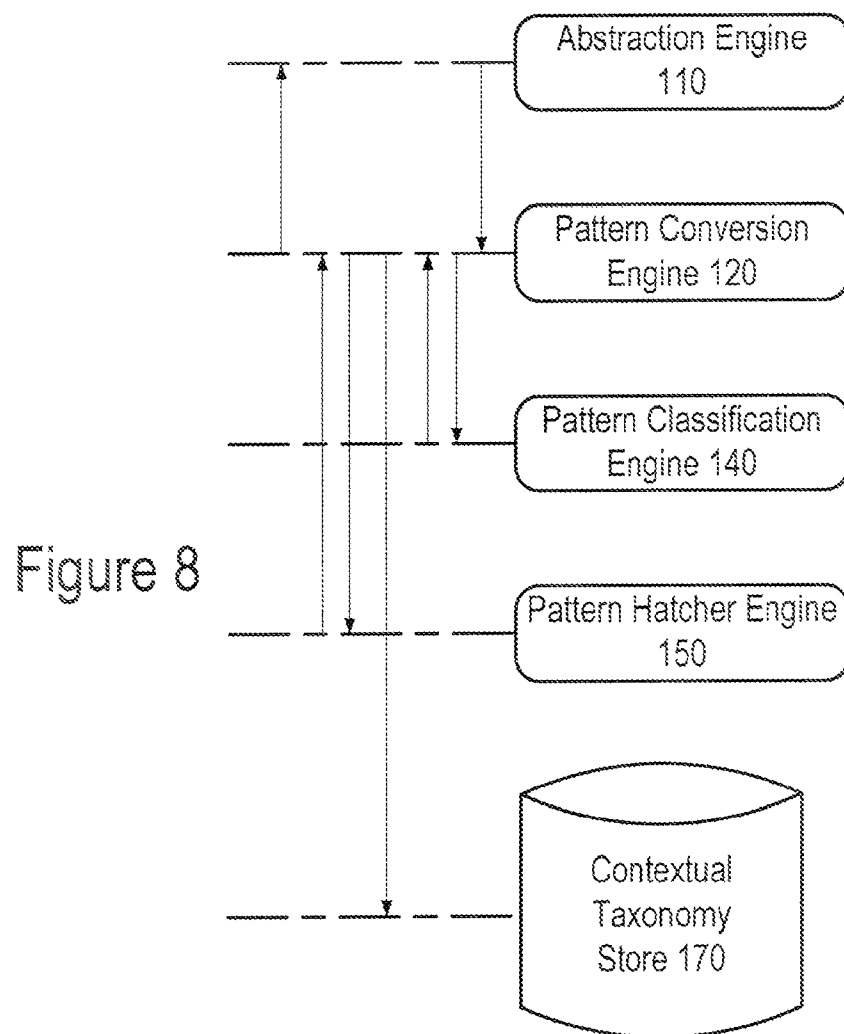 Abstraction Engine
110
Pattern Conversion
Engine 120
Pattern Classification
Engine 140
Figure 8
Pattern Hatcher Engine
150
Contextual
Taxonomy
Store 170